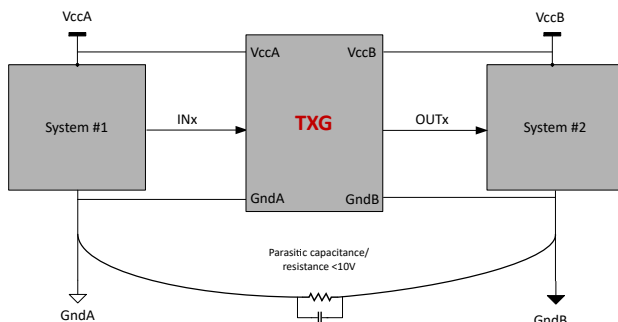 VccA
VccB
VccA
VccB
System #1
INx
TXG
OUTx
System #2
GndA
GndB
Parasitic capacitance/
resistance <10V
GndA
GndB